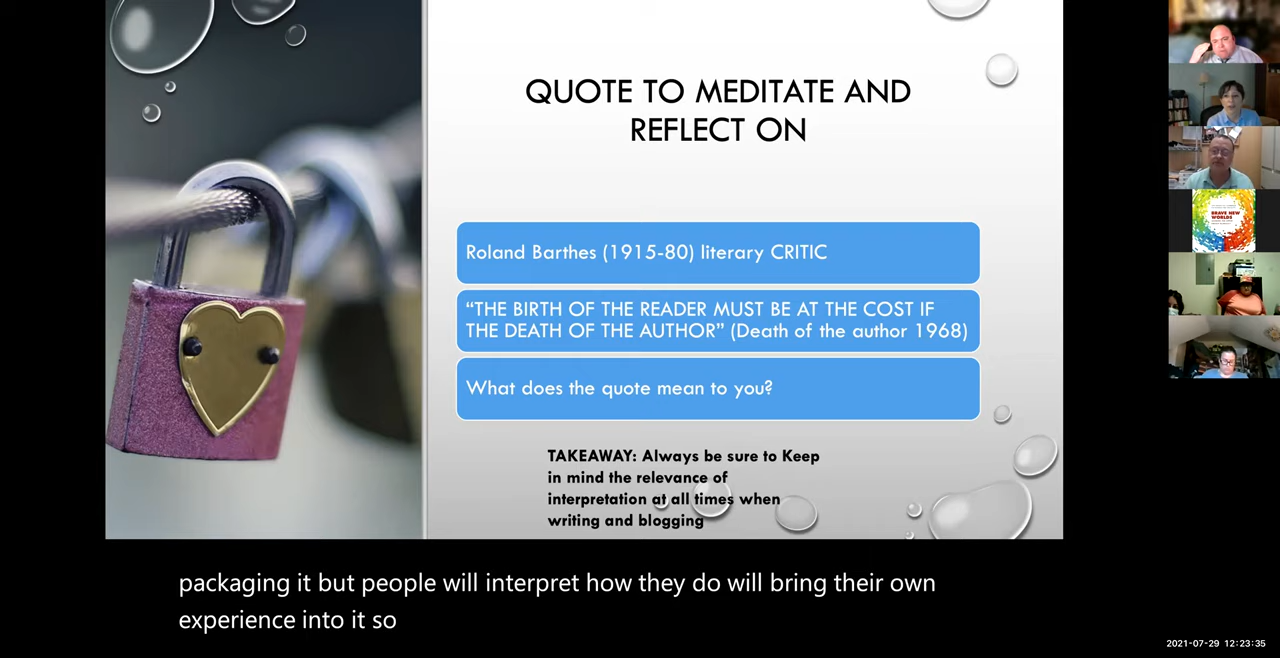 QUOTE TO MEDITATE AND
REFLECT ON
Roland Barthes (1915-80) literary CRITIC
“THE BIRTH OF THE READER MUST BE AT THE COST IF
THE DEATH OF THE AUTHOR” (Death of the author 1968)
What does the quote mean to you?
TAKEAWAY: Always be sure to Keep
in mind the relevance of
interpretation at all times when
writing and blogging
packaging it but people will interpret how they do will bring their own
experience into it so
BRAVE NEW
WORLDS
2021-07-29 12:23:35